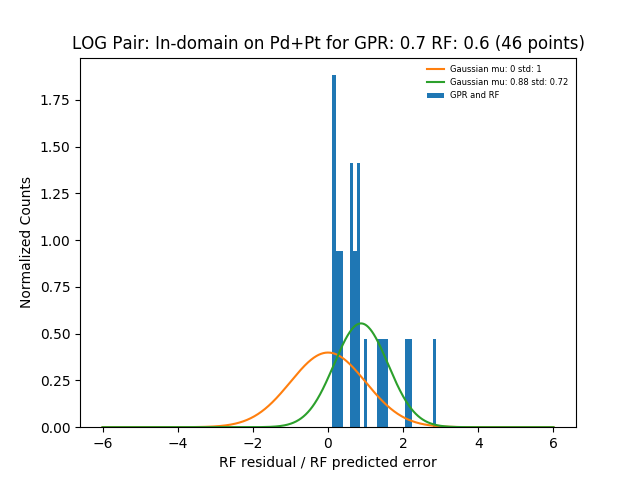 LOG Pair: In-domain on Pd+Pt for GPR: 0.7 RF: 0.6 (46 points)
Gaussian mu: 0 std: 1
Gaussian mu: 0.88 std: 0.72
GPR and RF
Normalized Counts
1.75
1.50
1.25
1.00
0.75
0.50
0.25
0.00
−6 −4 −2 0 2 4 6
RF residual / RF predicted error